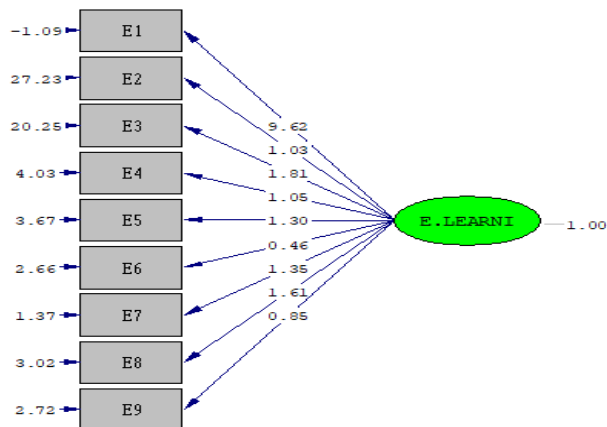 -1.09 E1
27.23 E2
20.25 E3
4.03 E4
3.67 E5
2.66 E6
1.37 E7
3.02 E8
2.72 E9
9.62
1.03
1.81
1.05
1.30
0.46
1.35
1.61
0.85
E.LEARNI 1.00